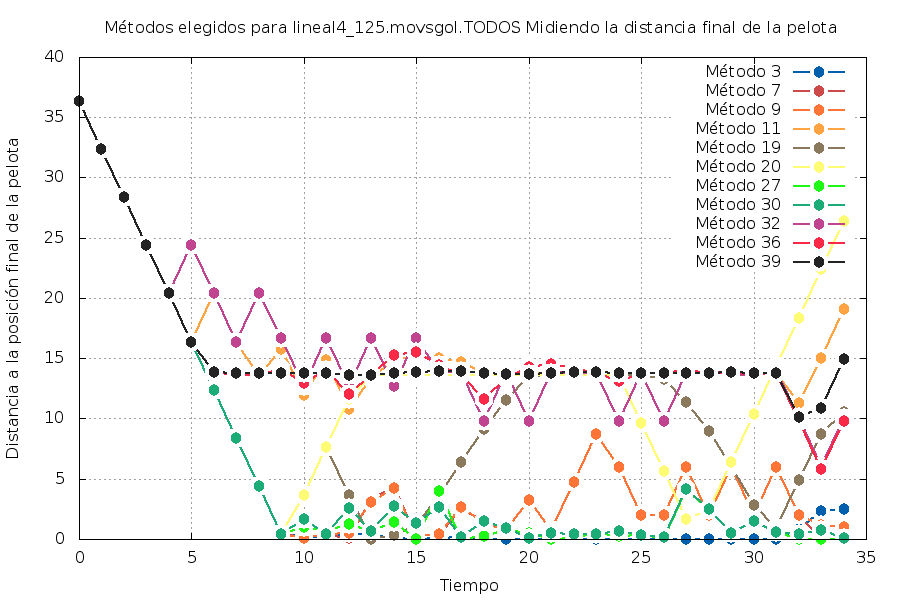 Métodos elegidos para lineal4_125.movsgol.TODOS Midiendo la distancia final de la pelota
40
35
30
25
20
15
10
5
0
Distancia a la posición final de la pelota
Método 3
Método 7
Método 9
Método 11
Método 19
Método 20
Método 27
Método 30
Método 32
Método 36
Método 39
0 5 10 15 20 25 30 35
Tiempo